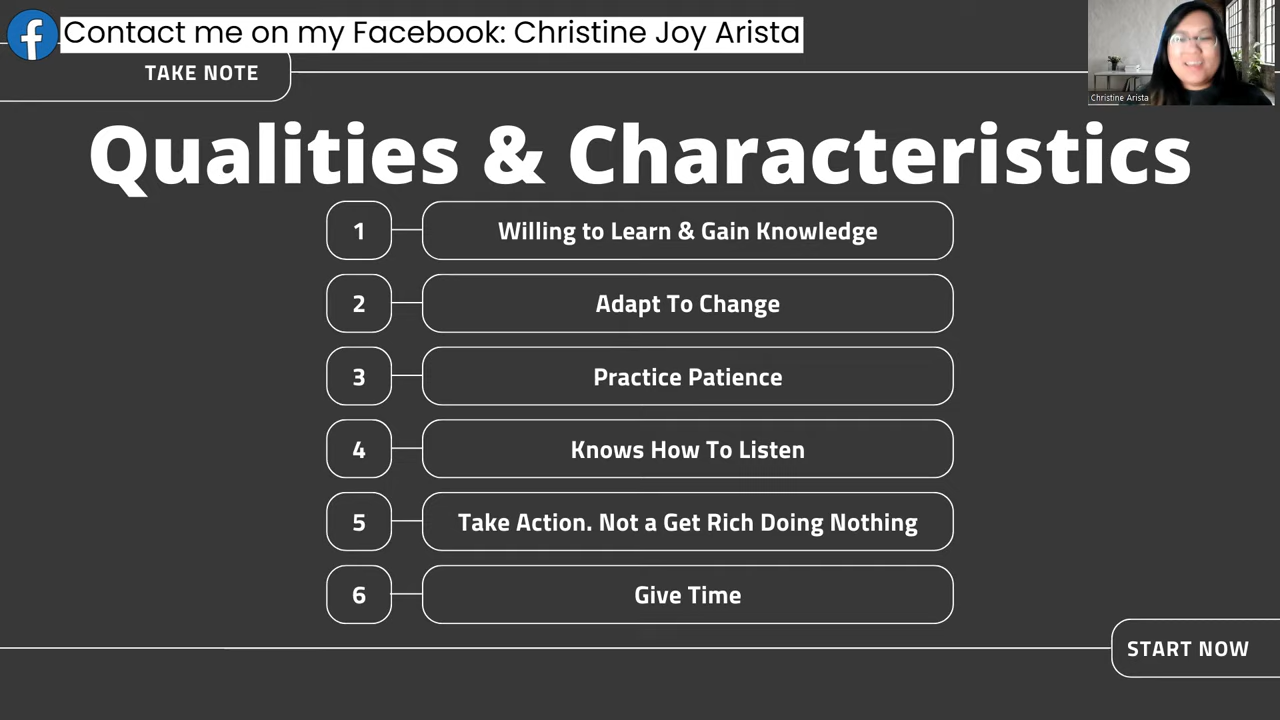 Contact me on my Facebook: Christine Joy Arista
TAKE NOTE
Christine Arista
Qualities & Characteristics
1
Willing to Learn & Gain Knowledge
2
Adapt To Change
3
Practice Patience
4
Knows How To Listen
5
Take Action. Not a Get Rich Doing Nothing
6
Give Time
START NOW